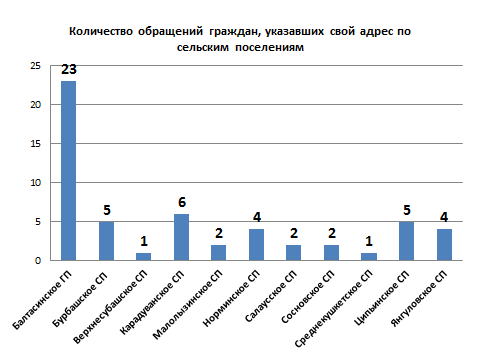 Количество обращений граждан, указавших свой адрес по
сельским поселениям
25
20
15
10
5
0
23
5
1
6
2
4
2
2
1
5
4
Балтасинское ГП
Бурбашское СП
Верхнесубашское СП
Карадуванское СП
Малолызинское СП
Норминское СП
Салаусское СП
Сосновское СП
Среднекушкетское СП
Ципьинское СП
Янгуловское СП